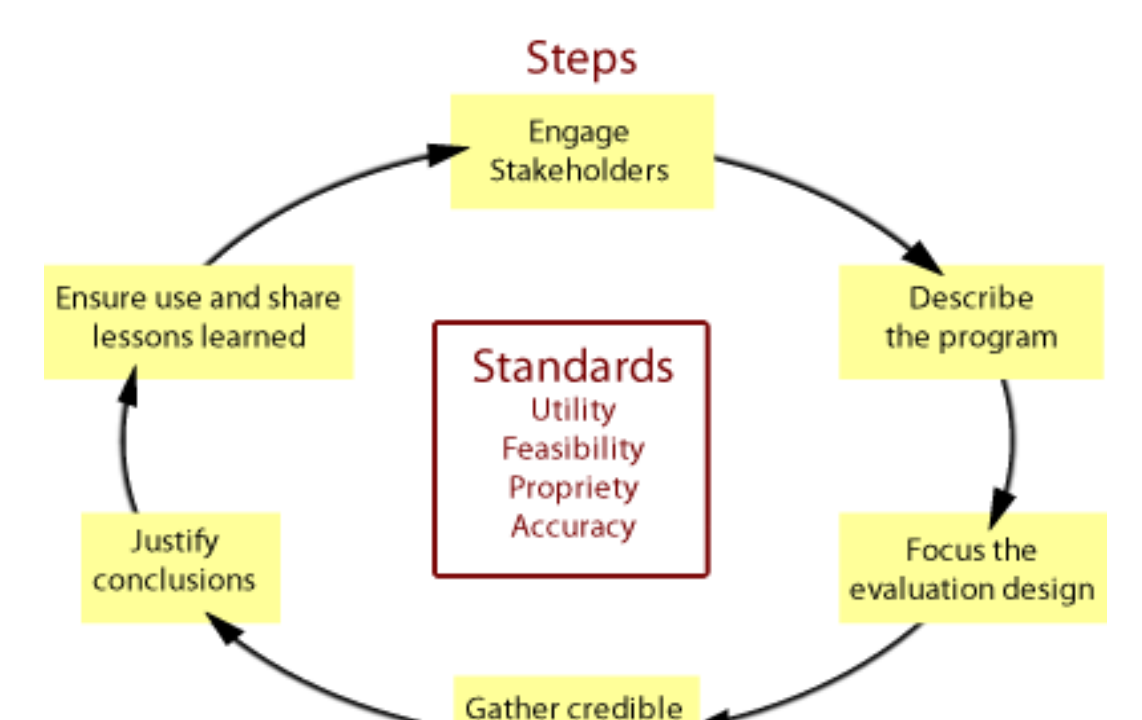 Steps
Engage
Stakeholders
Describe
the program
Focus the
evaluation design
Gather credible
Justify
conclusions
Ensure use and share
lessons learned
Standards
Utility
Feasibility
Propriety
Accuracy